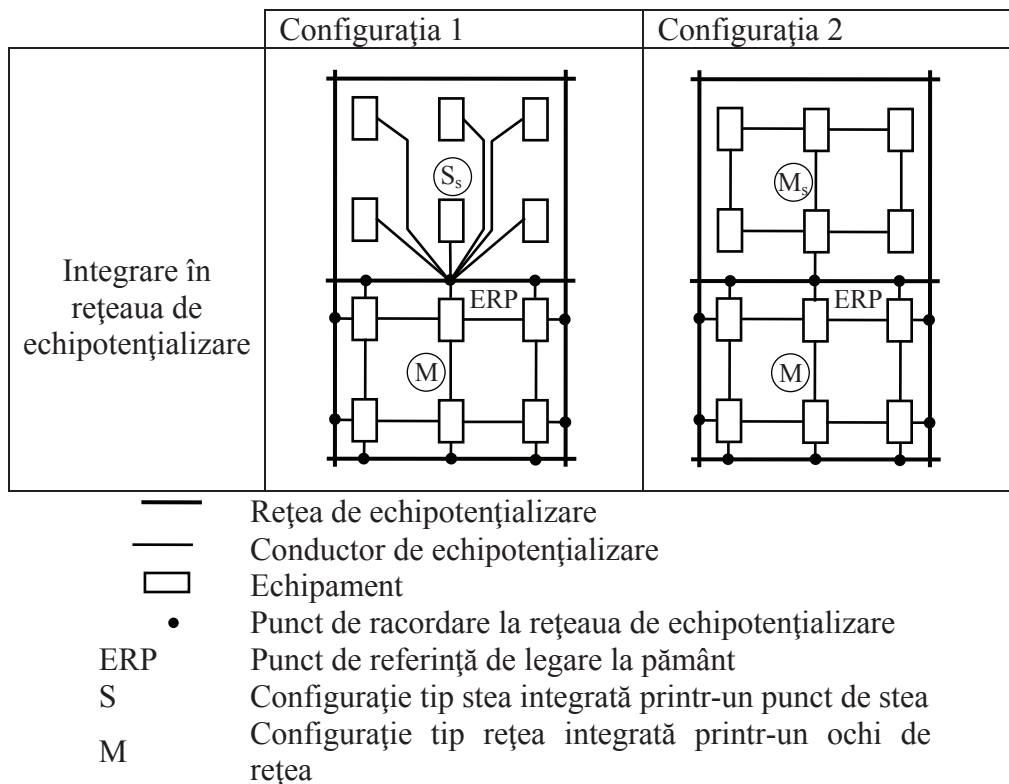 Configuraţia 1
Configuraţia 2
Integrare în
reţeaua de
echipotenţializare
Sₛ
ERP
M
Mₛ
ERP
M
Reţea de echipotenţializare
Conductor de echipotenţializare
Echipament
Punct de racordare la reţeaua de echipotenţializare
ERP Punct de referinţă de legare la pământ
S Configuraţie tip stea integrată printr-un punct de stea
M Configuraţie tip reţea integrată printr-un ochi de
reţea